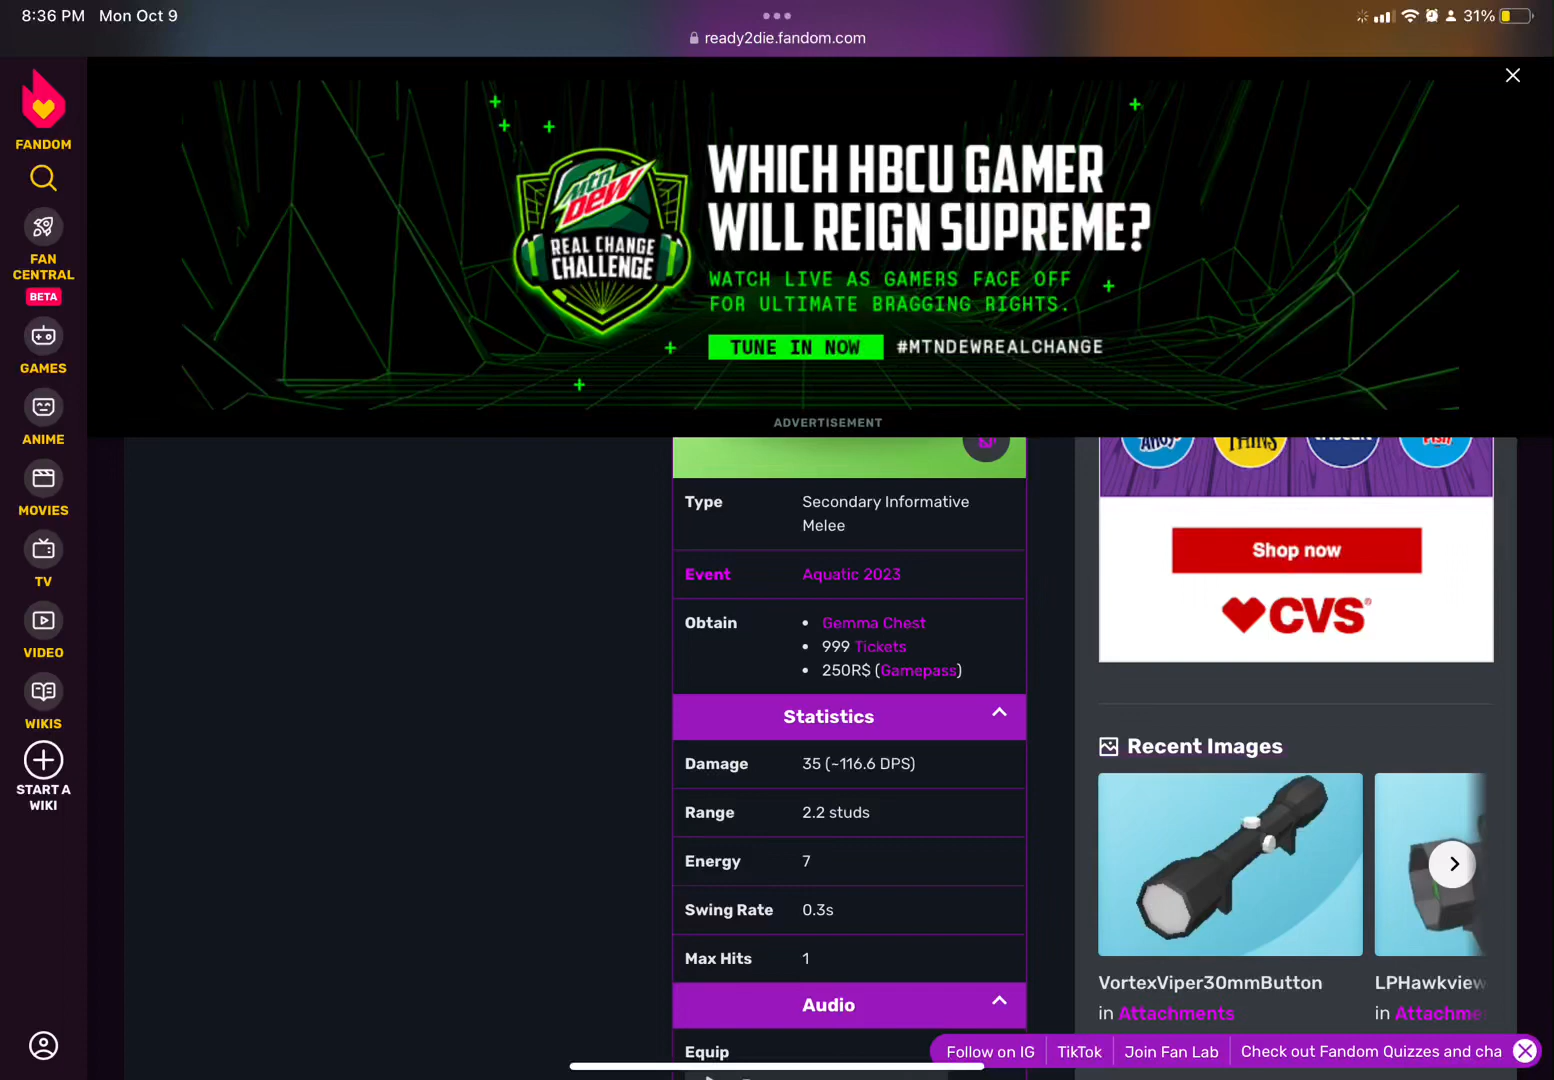 8:36 PM Mon Oct 9
31%
ready2die.fandom.com
FANDOM
FAN
CENTRAL
BETA
GAMES
ANIME
MOVIES
TV
VIDEO
WIKIS
START A
WIKI
mtn
DEW
REAL CHANGE
CHALLENGE
WHICH HBCU GAMER
WILL REIGN SUPREME?
WATCH LIVE AS GAMERS FACE OFF
FOR ULTIMATE BRAGGING RIGHTS.
TUNE IN NOW #MTNDEWREALCHANGE
ADVERTISEMENT
Type Secondary Informative
Melee
Event Aquatic 2023
Obtain • Gemma Chest
• 999 Tickets
• 250R$ (Gamepass)
Statistics
Damage 35 (~116.6 DPS)
Range 2.2 studs
Energy 7
Swing Rate 0.3s
Max Hits 1
Audio
Equip
Shop now
CVS®
Recent Images
VortexViper30mmButton
in Attachments
LPHawkview
in Attachme
Follow on IG TikTok Join Fan Lab Check out Fandom Quizzes and cha